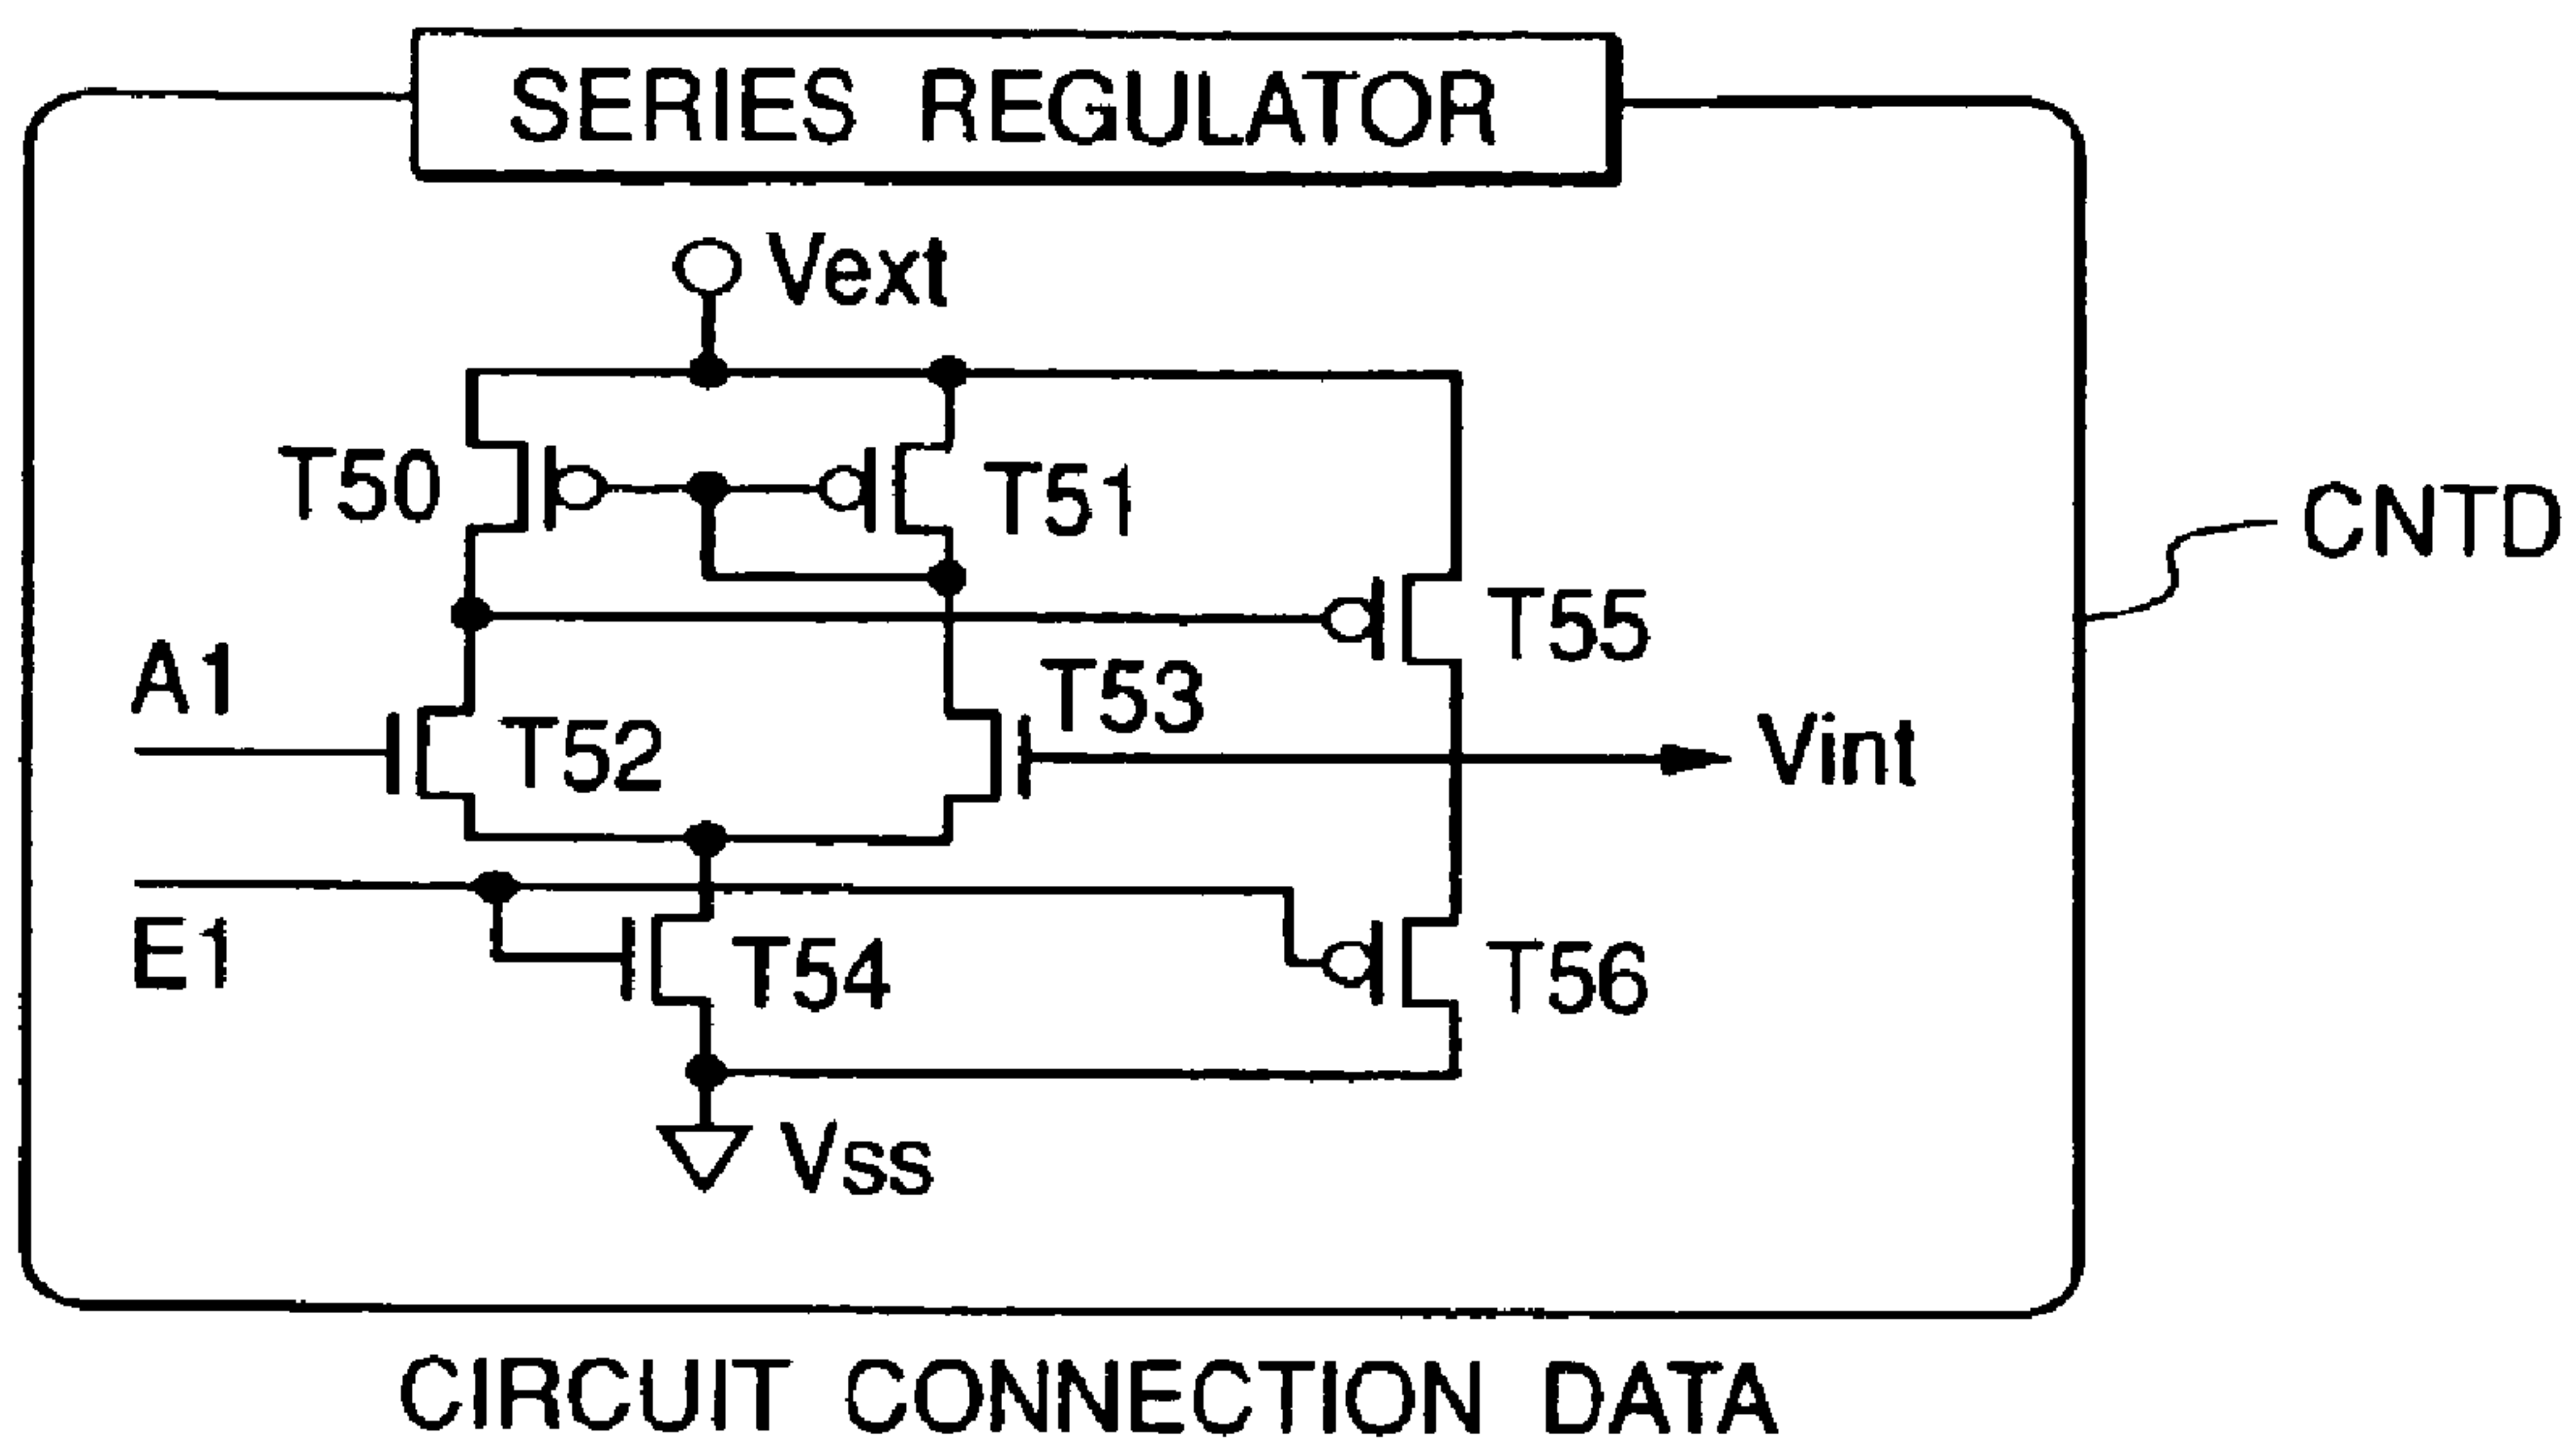 SERIES REGULATOR
Vext
T50
T51
CNTD
T55
A1
T53
T52
Vint
E1
T54
T56
Vss
CIRCUIT CONNECTION DATA